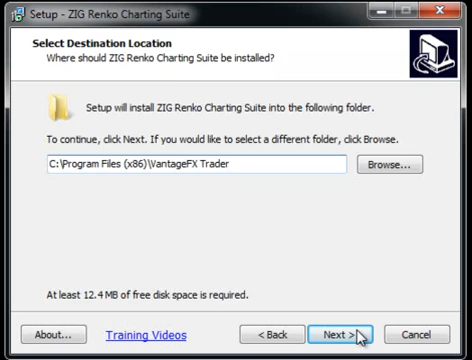 Setup - ZIG Renko Charting Suite
Select Destination Location
Where should ZIG Renko Charting Suite be installed?
Setup will install ZIG Renko Charting Suite into the following folder.
To continue, click Next. If you would like to select a different folder, click Browse.
C:\Program Files (x86)\VantageFX Trader
Browse...
At least 12.4 MB of free disk space is required.
About...
Training Videos
< Back
Next >
Cancel